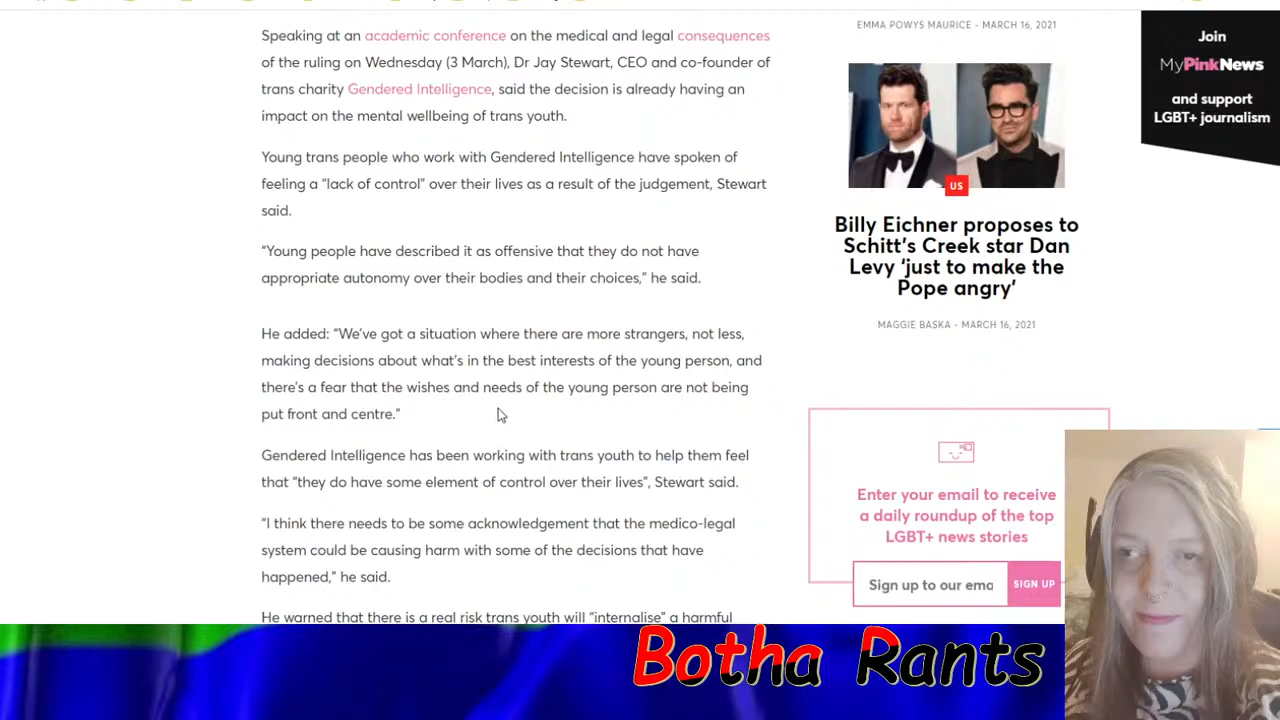 Speaking at an academic conference on the medical and legal consequences
of the ruling on Wednesday (3 March), Dr Jay Stewart, CEO and co-founder of
trans charity Gendered Intelligence, said the decision is already having an
impact on the mental wellbeing of trans youth.
Young trans people who work with Gendered Intelligence have spoken of
feeling a “lack of control” over their lives as a result of the judgement, Stewart
said.
“Young people have described it as offensive that they do not have
appropriate autonomy over their bodies and their choices,” he said.
He added: “We’ve got a situation where there are more strangers, not less,
making decisions about what’s in the best interests of the young person, and
there’s a fear that the wishes and needs of the young person are not being
put front and centre.”
Gendered Intelligence has been working with trans youth to help them feel
that “they do have some element of control over their lives”, Stewart said.
“I think there needs to be some acknowledgement that the medico-legal
system could be causing harm with some of the decisions that have
happened,” he said.
He warned that there is a real risk trans youth will “internalise” a harmful
EMMA POWYS MAURICE - MARCH 16, 2021
US
Billy Eichner proposes to
Schitt’s Creek star Dan
Levy ‘just to make the
Pope angry’
MAGGIE BASKA - MARCH 16, 2021
Enter your email to receive
a daily roundup of the top
LGBT+ news stories
Sign up to our ema
SIGN UP
Join
MyPinkNews
and support
LGBT+ journalism
Botha Rants